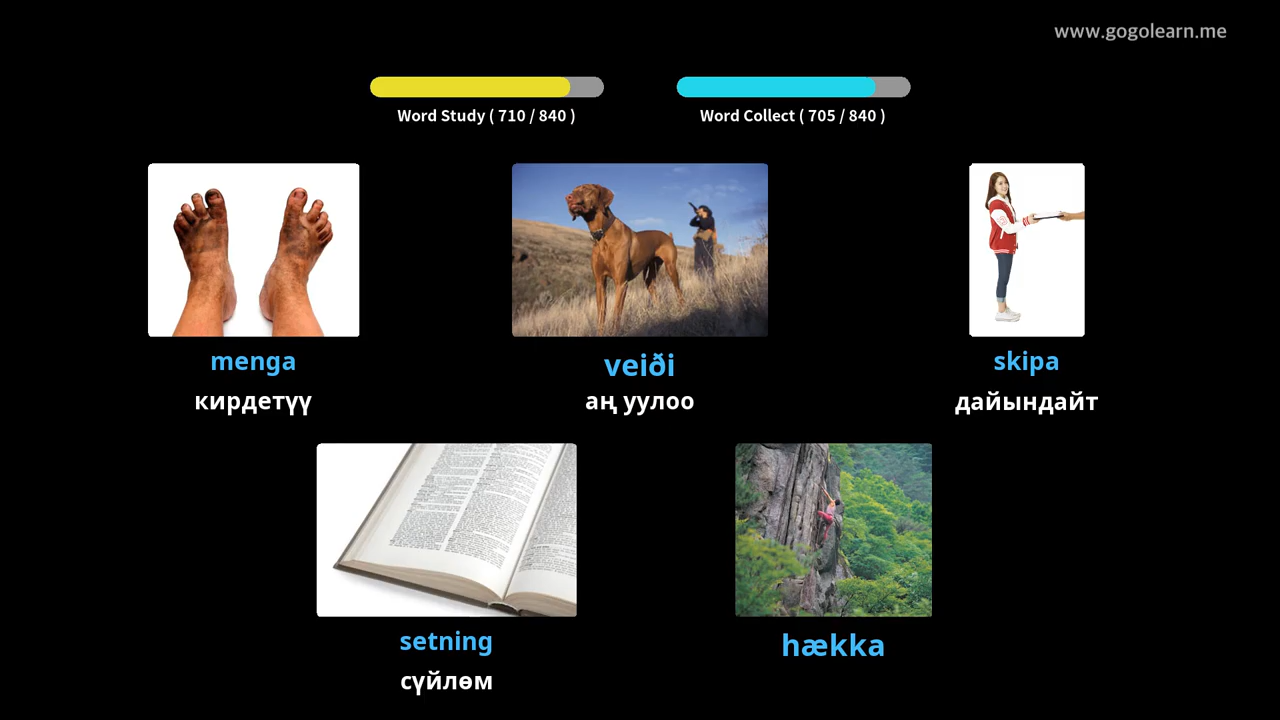 www.gogolearn.me
Word Study ( 710 / 840 )
Word Collect ( 705 / 840 )
menga
veiði
skipa
кирдетүү
аң уулоо
дайындайт
setning
hækka
сүйлөм